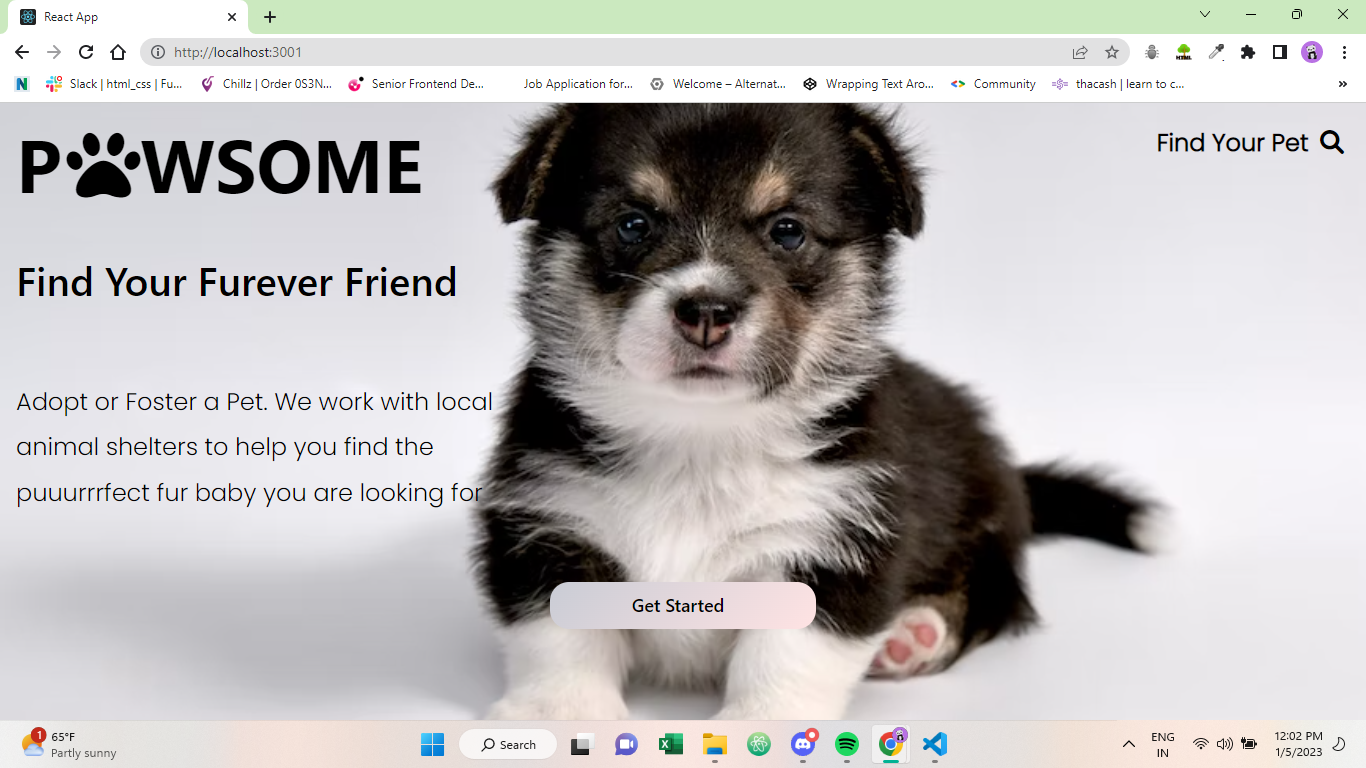 React App
http://localhost:3001
Slack | html_css | Fu...
Chillz | Order 0S3N...
Senior Frontend De...
Job Application for...
Welcome – Alternat...
Wrapping Text Aro...
Community
thacash | learn to c...
»
P WSOME
Find Your Pet
Find Your Furever Friend
Adopt or Foster a Pet. We work with local
animal shelters to help you find the
puuurrrfect fur baby you are looking for
Get Started
1
65°F
Partly sunny
Search
ENG
IN
12:02 PM
1/5/2023